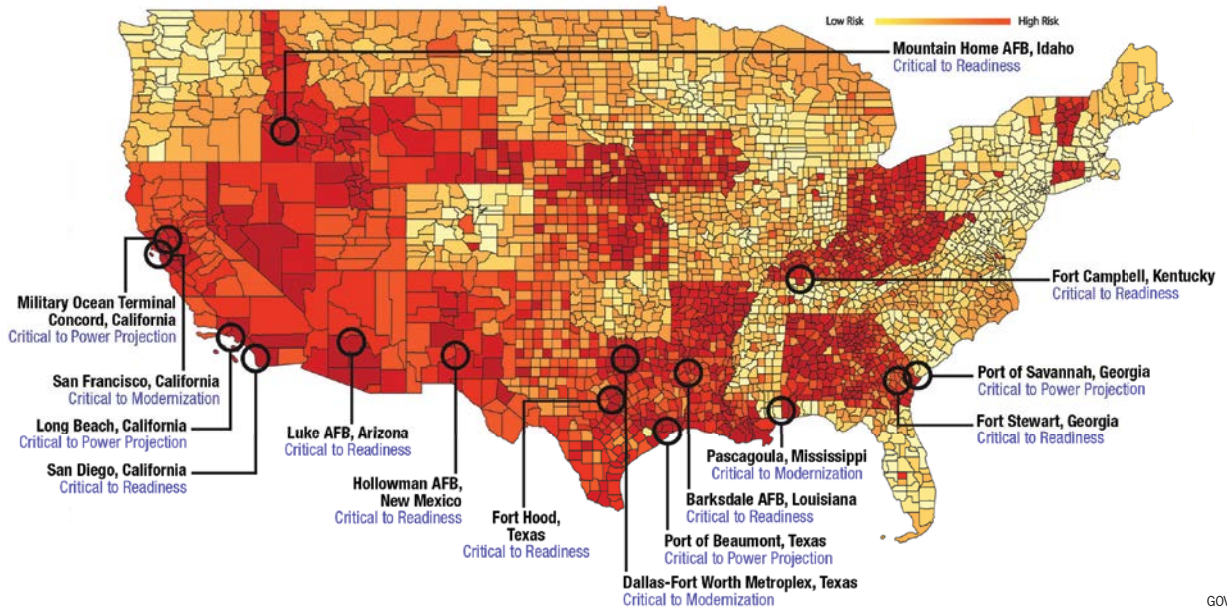 Low Risk
High Risk
Mountain Home AFB, Idaho
Critical to Readiness
Military Ocean Terminal
Concord, California
Critical to Power Projection
San Francisco, California
Critical to Modernization
Long Beach, California
Critical to Power Projection
San Diego, California
Critical to Readiness
Luke AFB, Arizona
Critical to Readiness
Hollowman AFB,
New Mexico
Critical to Readiness
Fort Hood,
Texas
Critical to Readiness
Dallas-Fort Worth Metroplex, Texas
Critical to Modernization
Port of Beaumont, Texas
Critical to Power Projection
Barksdale AFB, Louisiana
Critical to Readiness
Pascagoula, Mississippi
Critical to Modernization
Fort Campbell, Kentucky
Critical to Readiness
Port of Savannah, Georgia
Critical to Power Projection
Fort Stewart, Georgia
Critical to Readiness
GOV